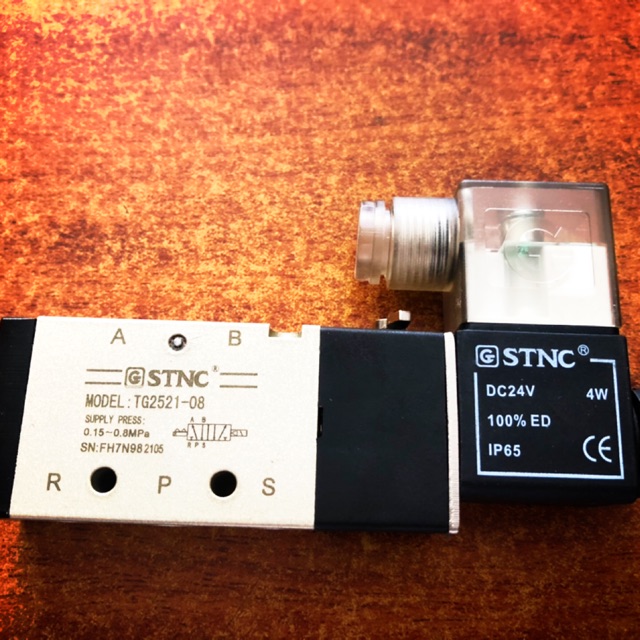 A B
STNC®
MODEL: TG2521-08
SUPPLY PRESS:
0.15-0.8MPa
SN:FH7N982105
A B
R P S
R P S
G STNC®
DC24V 4W
100% ED
IP65 CE